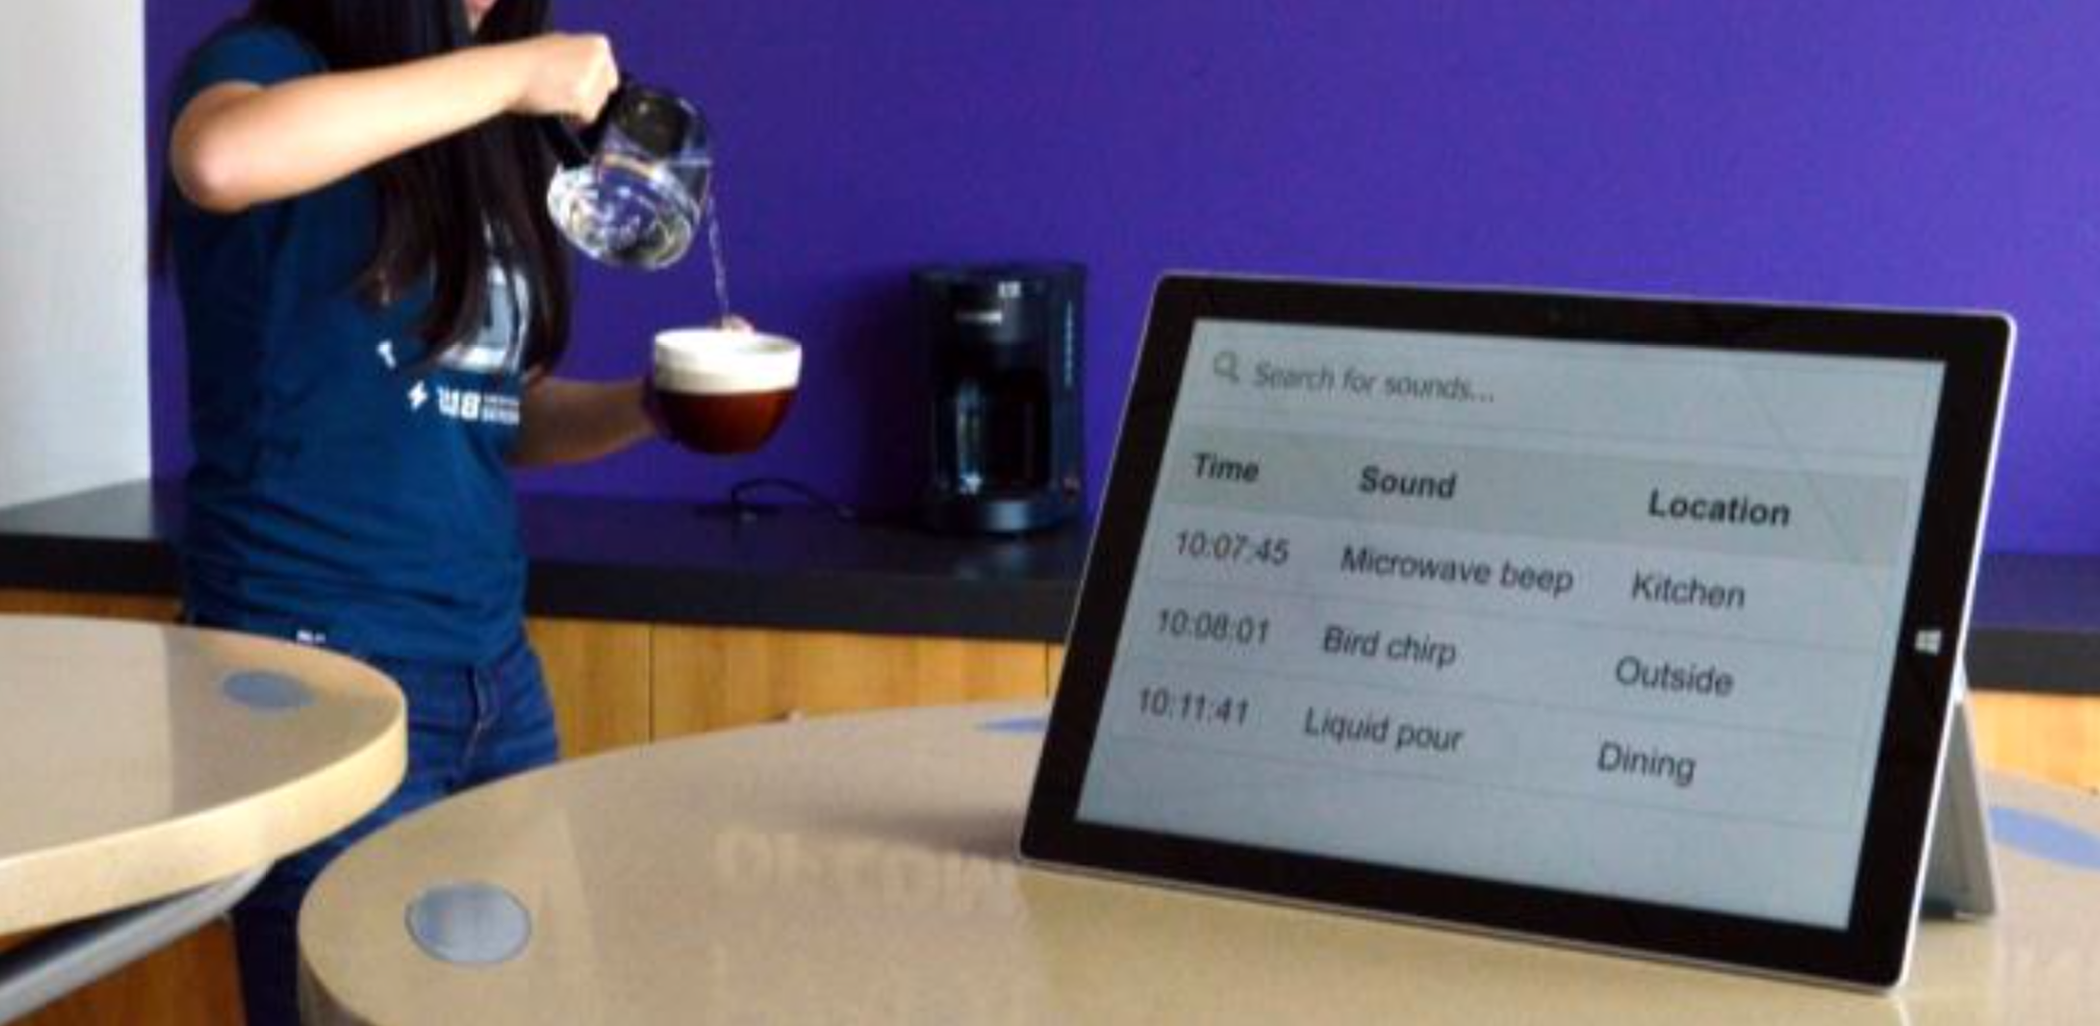 Search for sounds...
Time Sound Location
10:07:45 Microwave beep Kitchen
10:08:01 Bird chirp Outside
10:11:41 Liquid pour Dining